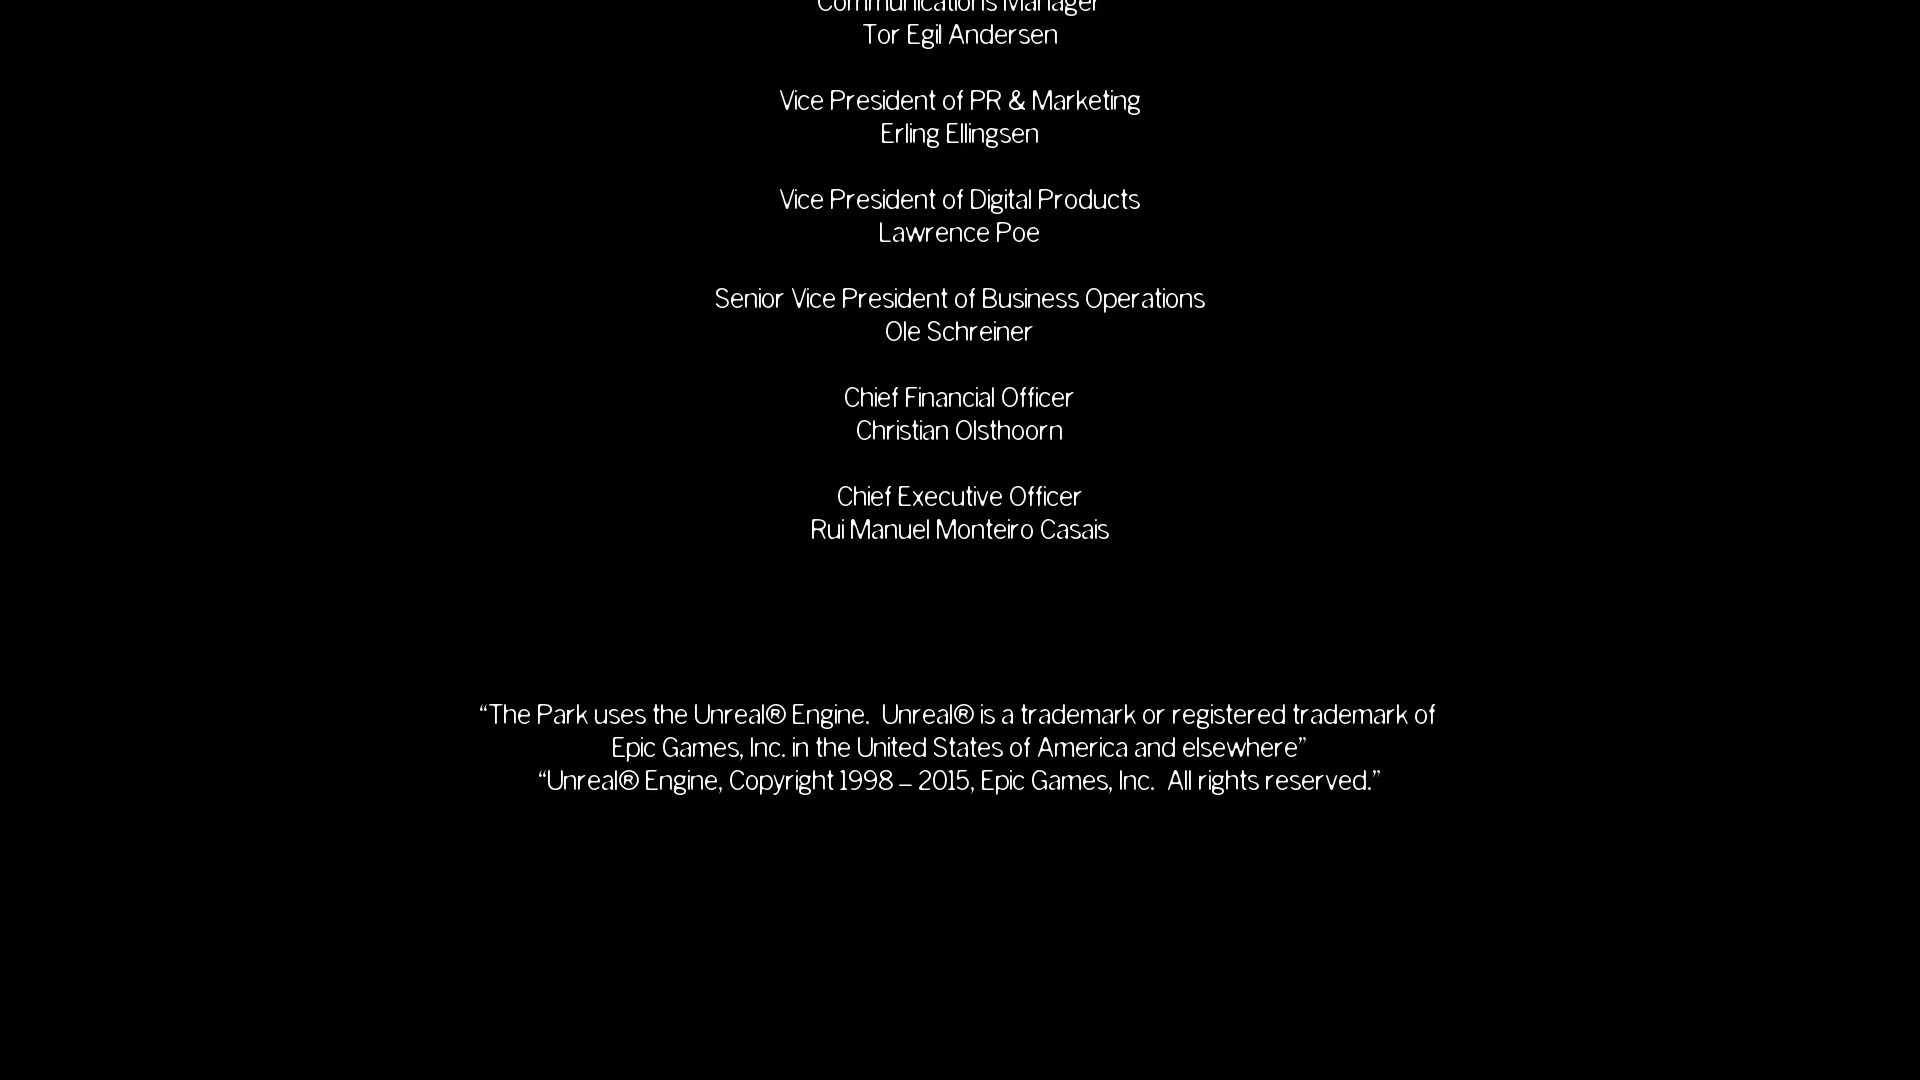 Communications Manager
Tor Egil Andersen
Vice President of PR & Marketing
Erling Ellingsen
Vice President of Digital Products
Lawrence Poe
Senior Vice President of Business Operations
Ole Schreiner
Chief Financial Officer
Christian Olsthoorn
Chief Executive Officer
Rui Manuel Monteiro Casais
“The Park uses the Unreal® Engine.  Unreal® is a trademark or registered trademark of
Epic Games, Inc. in the United States of America and elsewhere”
“Unreal® Engine, Copyright 1998 – 2015, Epic Games, Inc.  All rights reserved.”